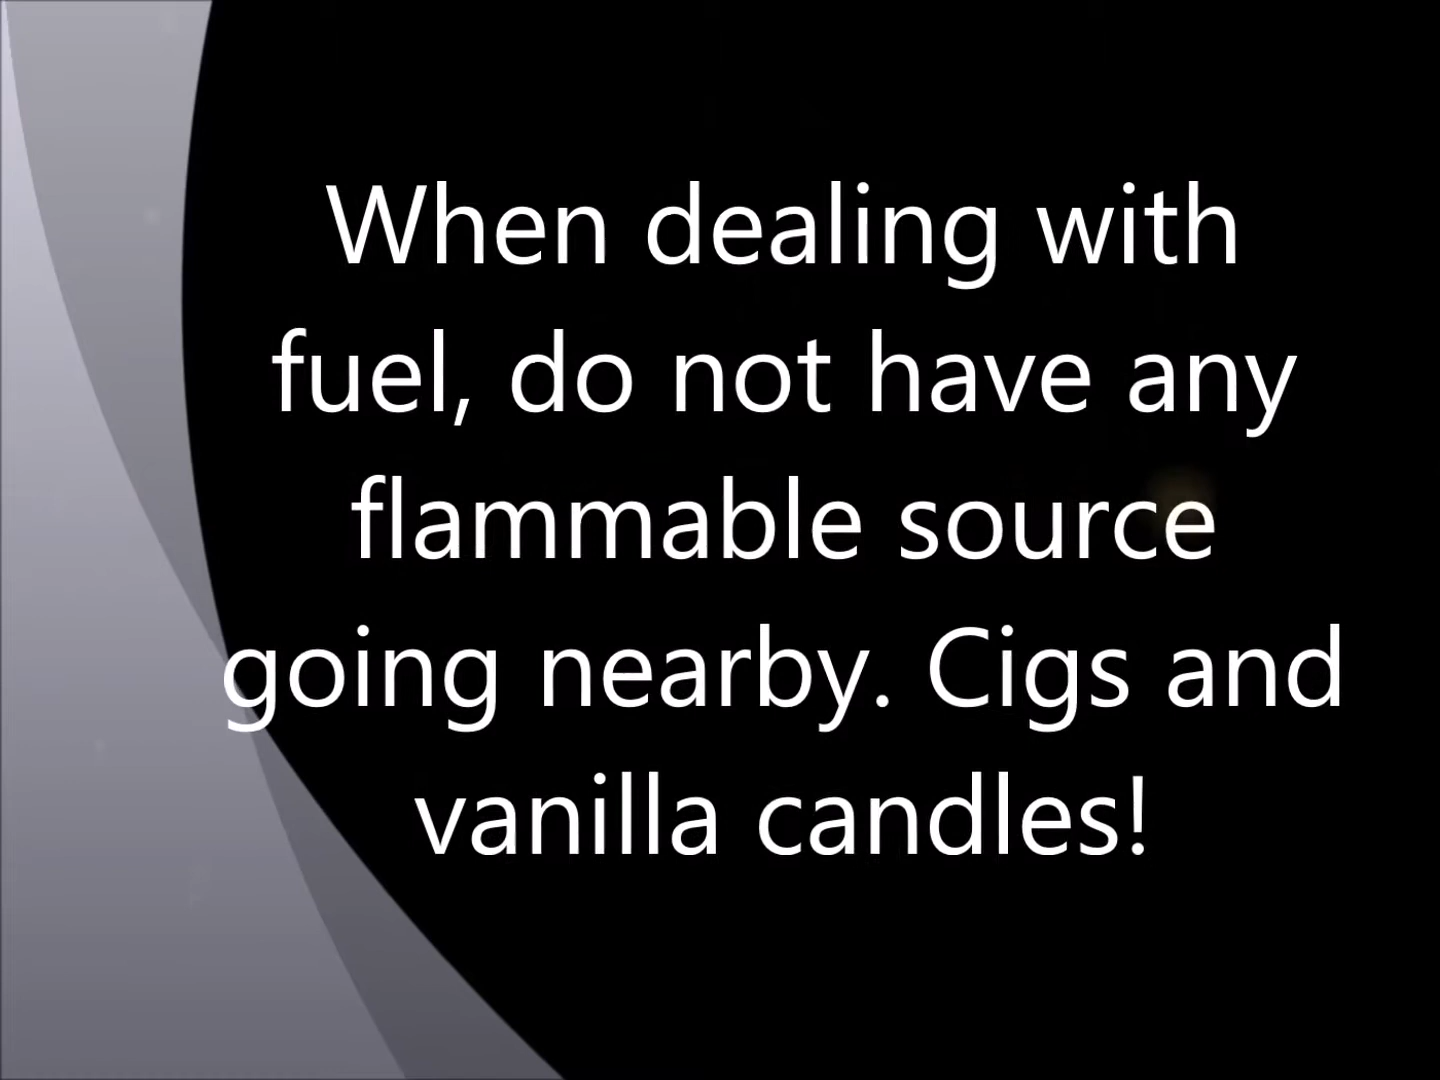 When dealing with
fuel, do not have any
flammable source
going nearby. Cigs and
vanilla candles!